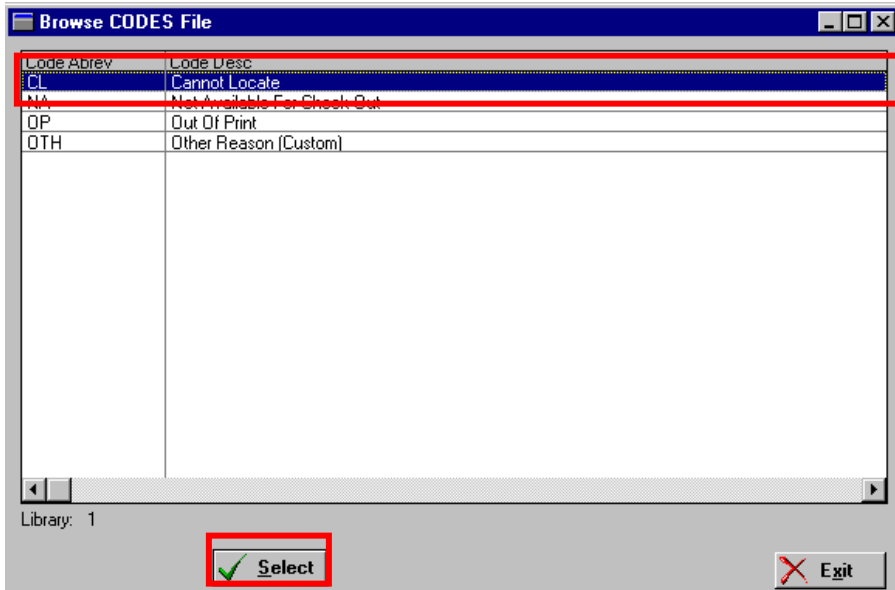 Browse CODES File
Code Abrev Code Desc
CL Cannot Locate
NA Not Available For Check Out
OP Out Of Print
OTH Other Reason (Custom)
Library: 1
Select Exit